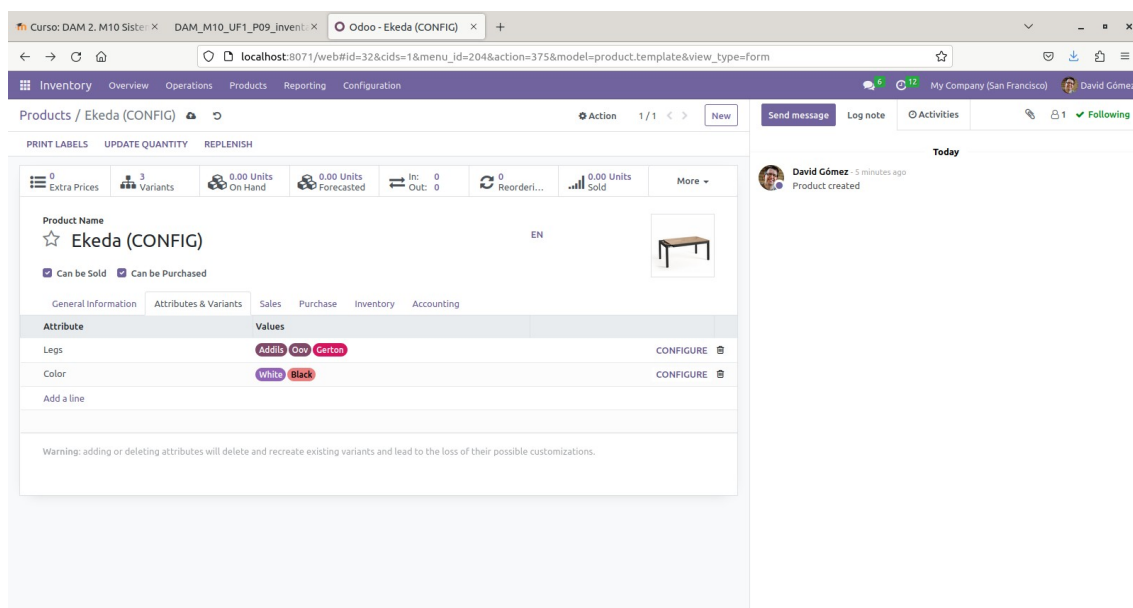 Curso: DAM 2. M10 Sister
DAM_M10_UF1_P09_invent
Odoo - Ekeda (CONFIG)
localhost:8071/web#id=32&cids=1&menu_id=204&action=375&model=product.template&view_type=form
Inventory Overview Operations Products Reporting Configuration
6 12 My Company (San Francisco) David Gómez
Products / Ekeda (CONFIG)
Action 1 / 1 New
Send message Log note Activities 1 Following
PRINT LABELS UPDATE QUANTITY REPLENISH
Today
0 Extra Prices
3 Variants
0.00 Units On Hand
0.00 Units Forecasted
In: 0
Out: 0
0 Reorderi...
0.00 Units Sold
More
David Gómez - 5 minutes ago
Product created
Product Name
Ekeda (CONFIG)
EN
Can be Sold Can be Purchased
General Information Attributes & Variants Sales Purchase Inventory Accounting
Attribute Values
Legs Addils Oov Gerton CONFIGURE
Color White Black CONFIGURE
Add a line
Warning: adding or deleting attributes will delete and recreate existing variants and lead to the loss of their possible customizations.